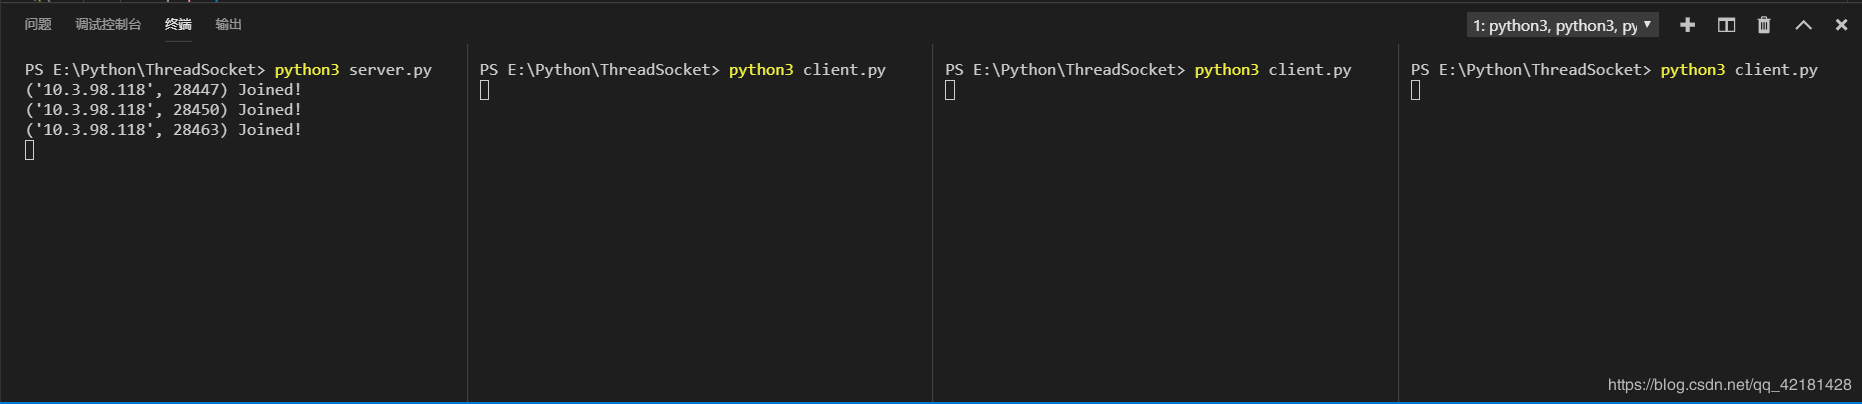 问题 调试控制台 终端 输出 1: python3, python3, py
PS E:\Python\ThreadSocket> python3 server.py
('10.3.98.118', 28447) Joined!
('10.3.98.118', 28450) Joined!
('10.3.98.118', 28463) Joined!
PS E:\Python\ThreadSocket> python3 client.py
PS E:\Python\ThreadSocket> python3 client.py
PS E:\Python\ThreadSocket> python3 client.py
https://blog.csdn.net/qq_42181428